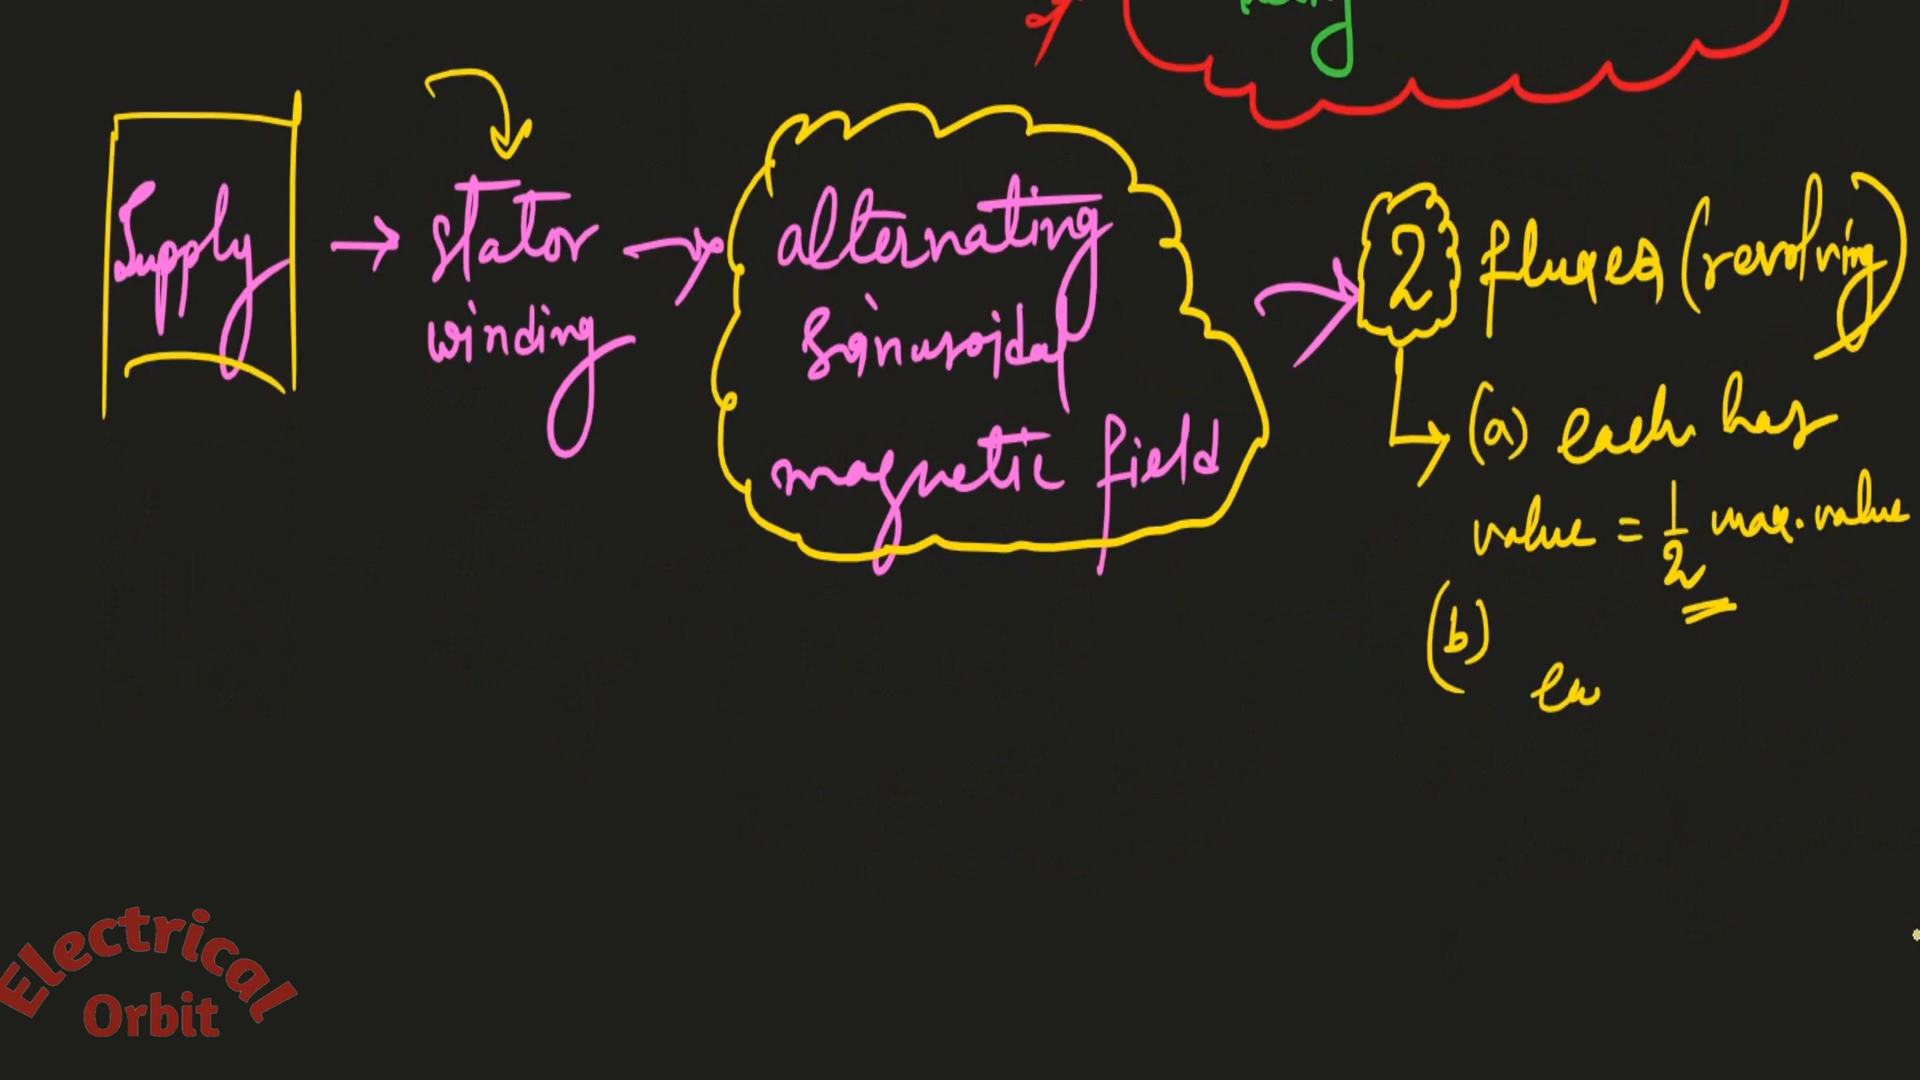 Supply → stator winding → alternating sinusoidal magnetic field → 2 fluxes (revolving)
(a) each has
value = 1/2 max. value
(b)
Electrical
Orbit